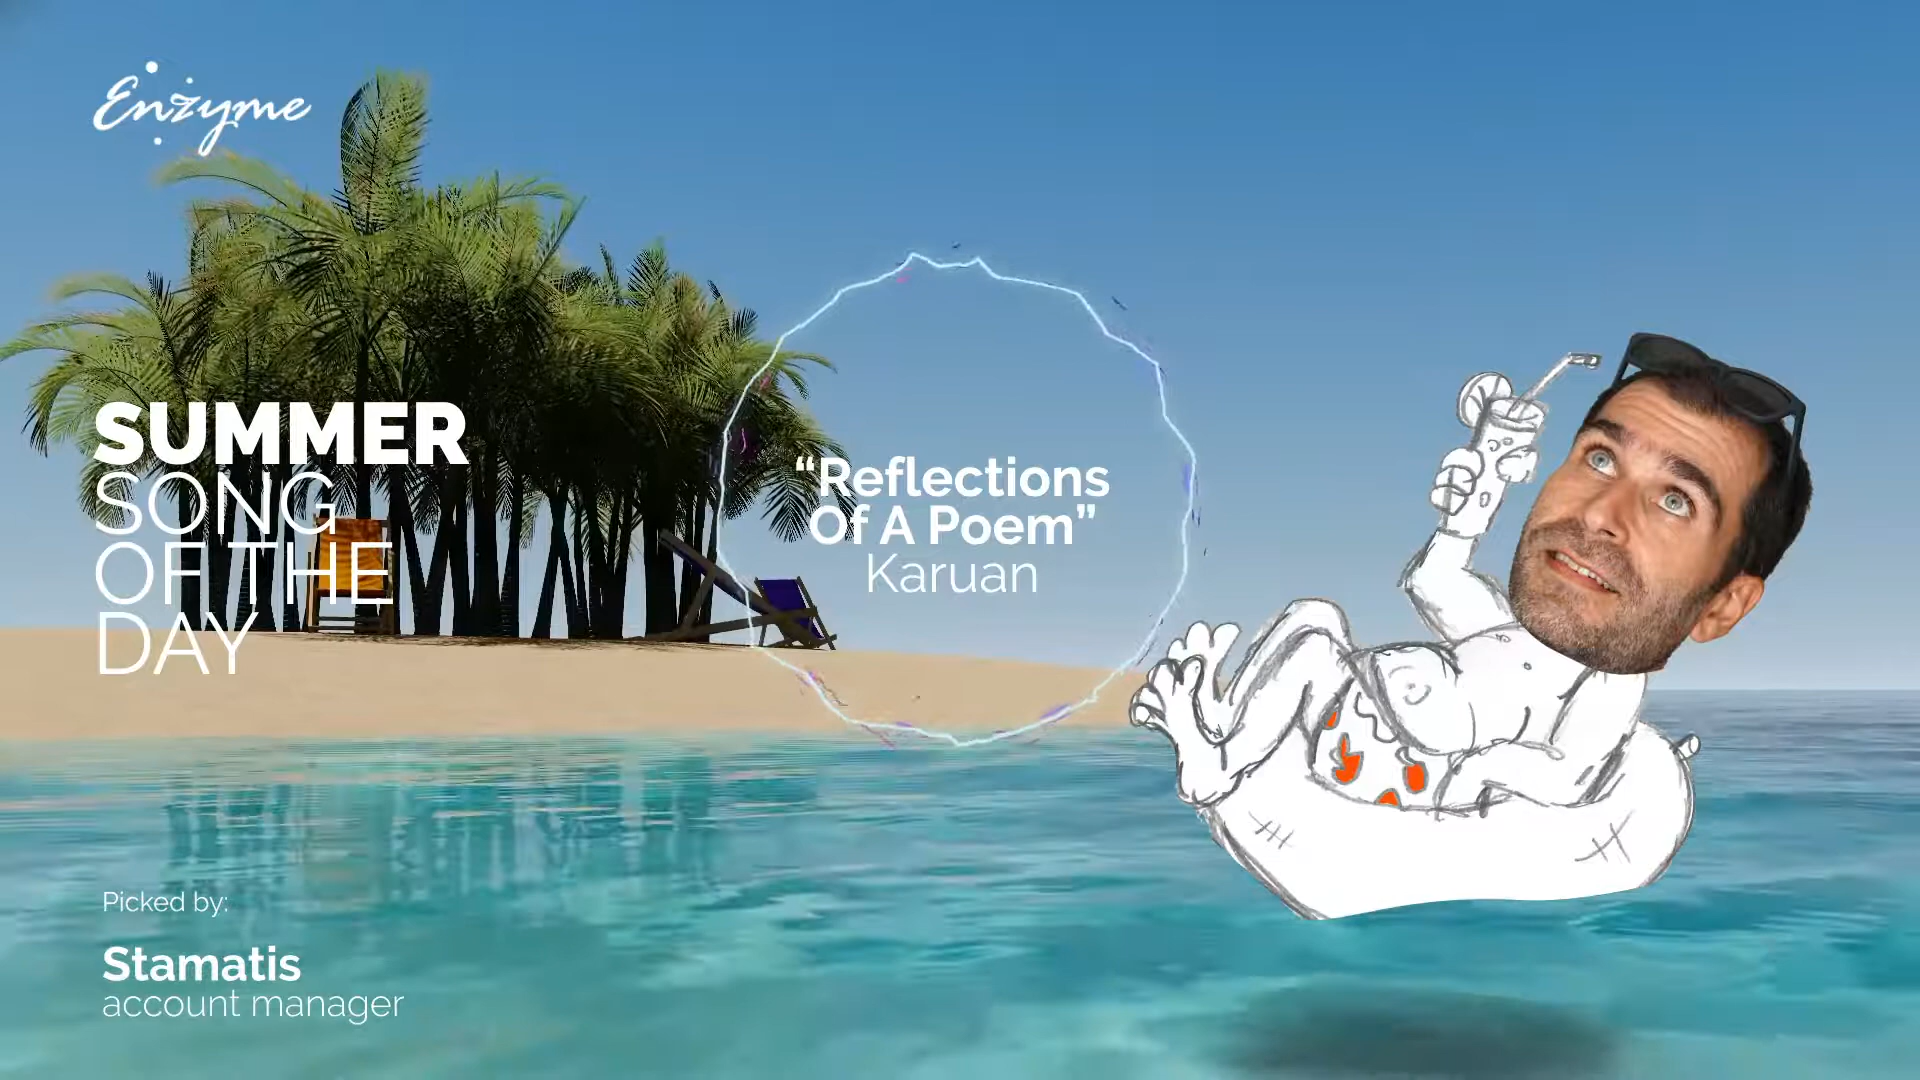 Enzyme
SUMMER
SONG
OF THE
DAY
“Reflections
Of A Poem”
Karuan
Picked by:
Stamatis
account manager